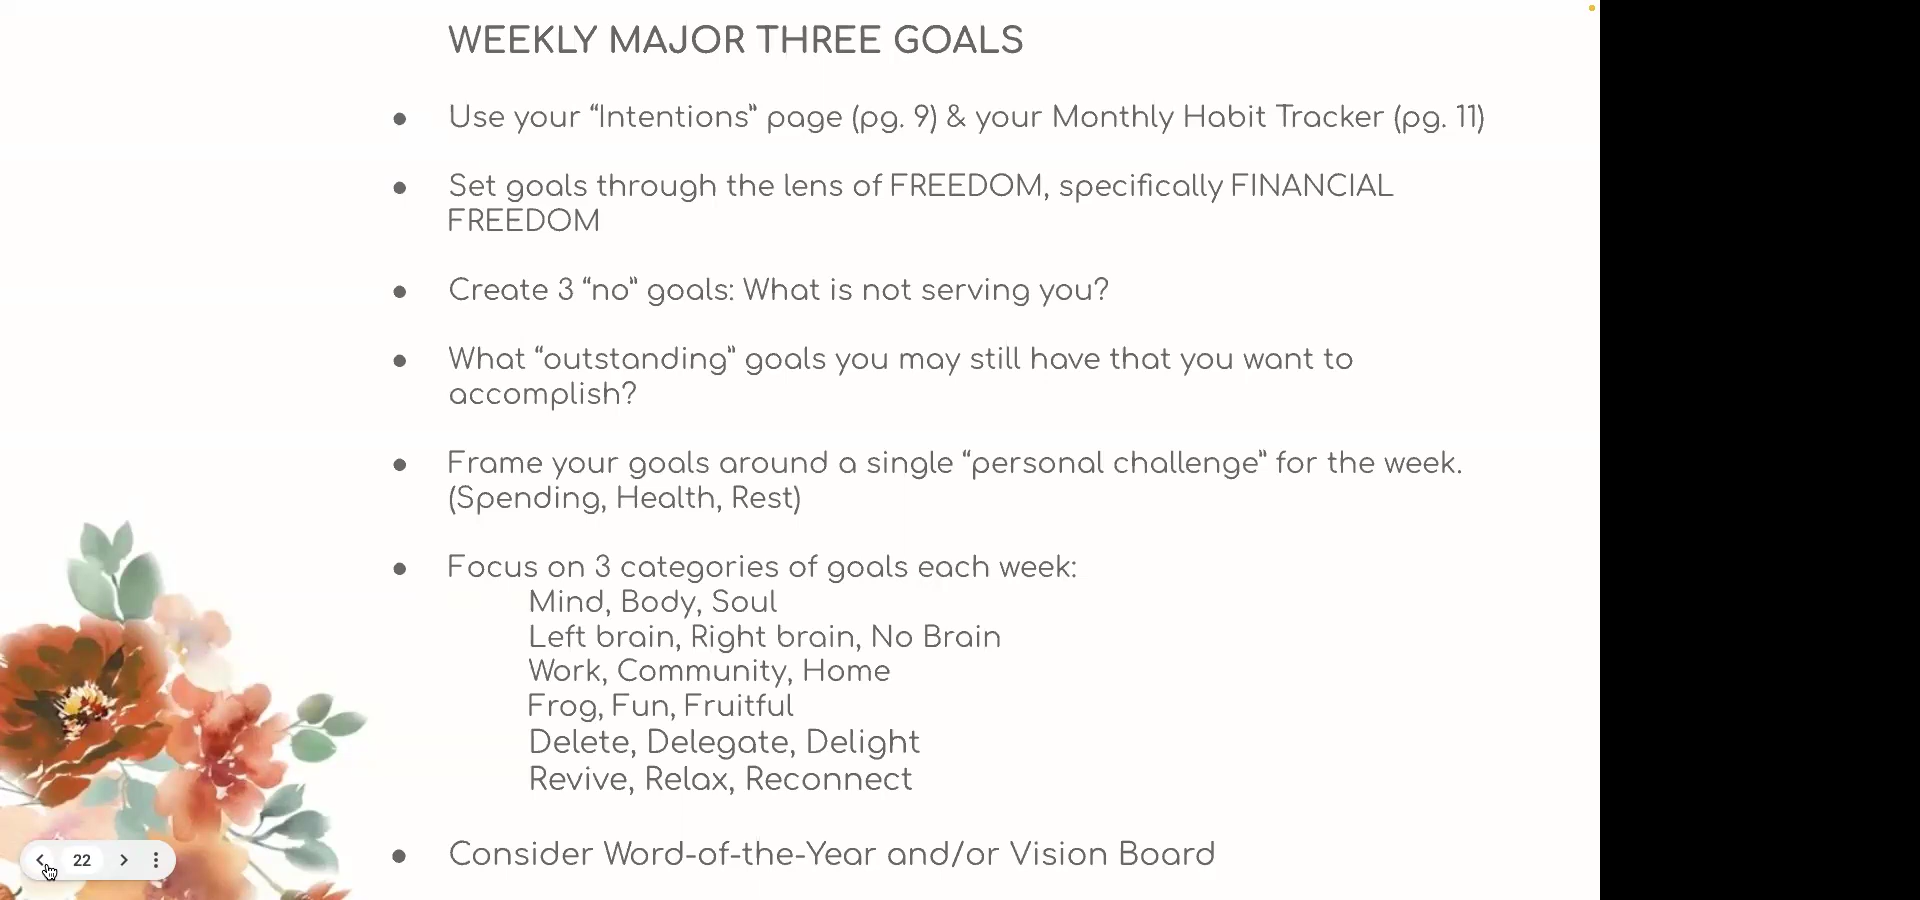 WEEKLY MAJOR THREE GOALS
● Use your “Intentions” page (pg. 9) & your Monthly Habit Tracker (pg. 11)
● Set goals through the lens of FREEDOM, specifically FINANCIAL
FREEDOM
● Create 3 “no” goals: What is not serving you?
● What “outstanding” goals you may still have that you want to
accomplish?
● Frame your goals around a single “personal challenge” for the week.
(Spending, Health, Rest)
● Focus on 3 categories of goals each week:
Mind, Body, Soul
Left brain, Right brain, No Brain
Work, Community, Home
Frog, Fun, Fruitful
Delete, Delegate, Delight
Revive, Relax, Reconnect
● Consider Word-of-the-Year and/or Vision Board
22